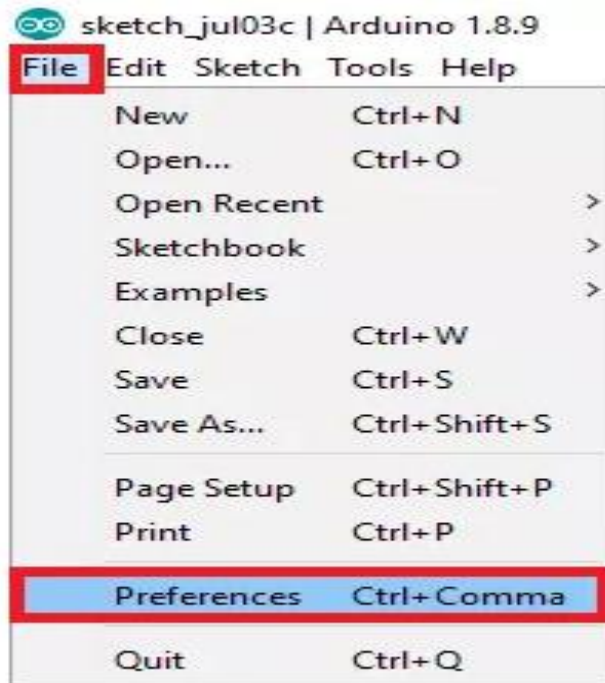 sketch_jul03c | Arduino 1.8.9
File Edit Sketch Tools Help
New Ctrl+N
Open... Ctrl+O
Open Recent >
Sketchbook >
Examples >
Close Ctrl+W
Save Ctrl+S
Save As... Ctrl+Shift+S
Page Setup Ctrl+Shift+P
Print Ctrl+P
Preferences Ctrl+Comma
Quit Ctrl+Q